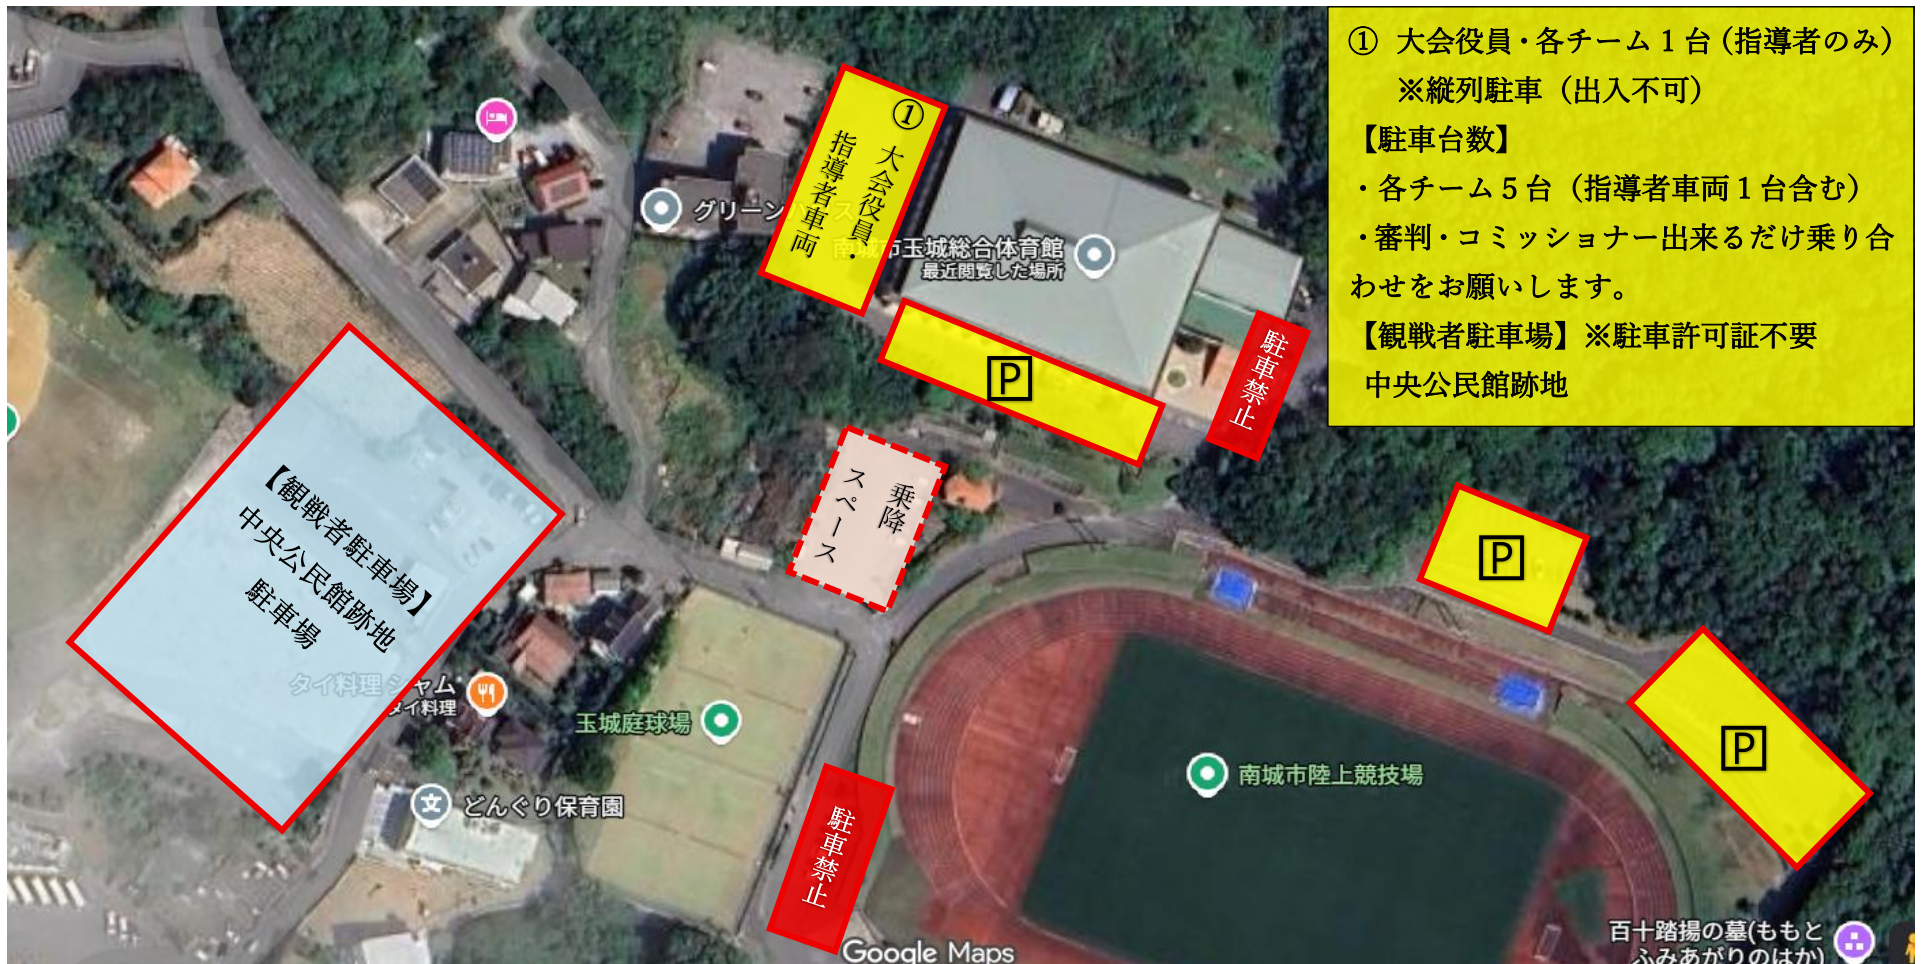 ① 大会役員・各チーム1台（指導者のみ）
※縦列駐車（出入不可）
【駐車台数】
・各チーム5台（指導者車両1台含む）
・審判・コミッショナー出来るだけ乗り合
わせをお願いします。
【観戦者駐車場】※駐車許可証不要
中央公民館跡地
① 大会役員・
指導者車両
グリーンハ
ス
南城市玉城総合体育館
最近閲覧した場所
P
駐車禁止
乗降
スペース
P
P
【観戦者駐車場】
中央公民館跡地
駐車場
タイ料理 シャム
タイ料理
玉城庭球場
どんぐり保育園
文
駐車禁止
南城市陸上競技場
Google Maps
百十踏揚の墓(ももと
ふみあがりのはか)